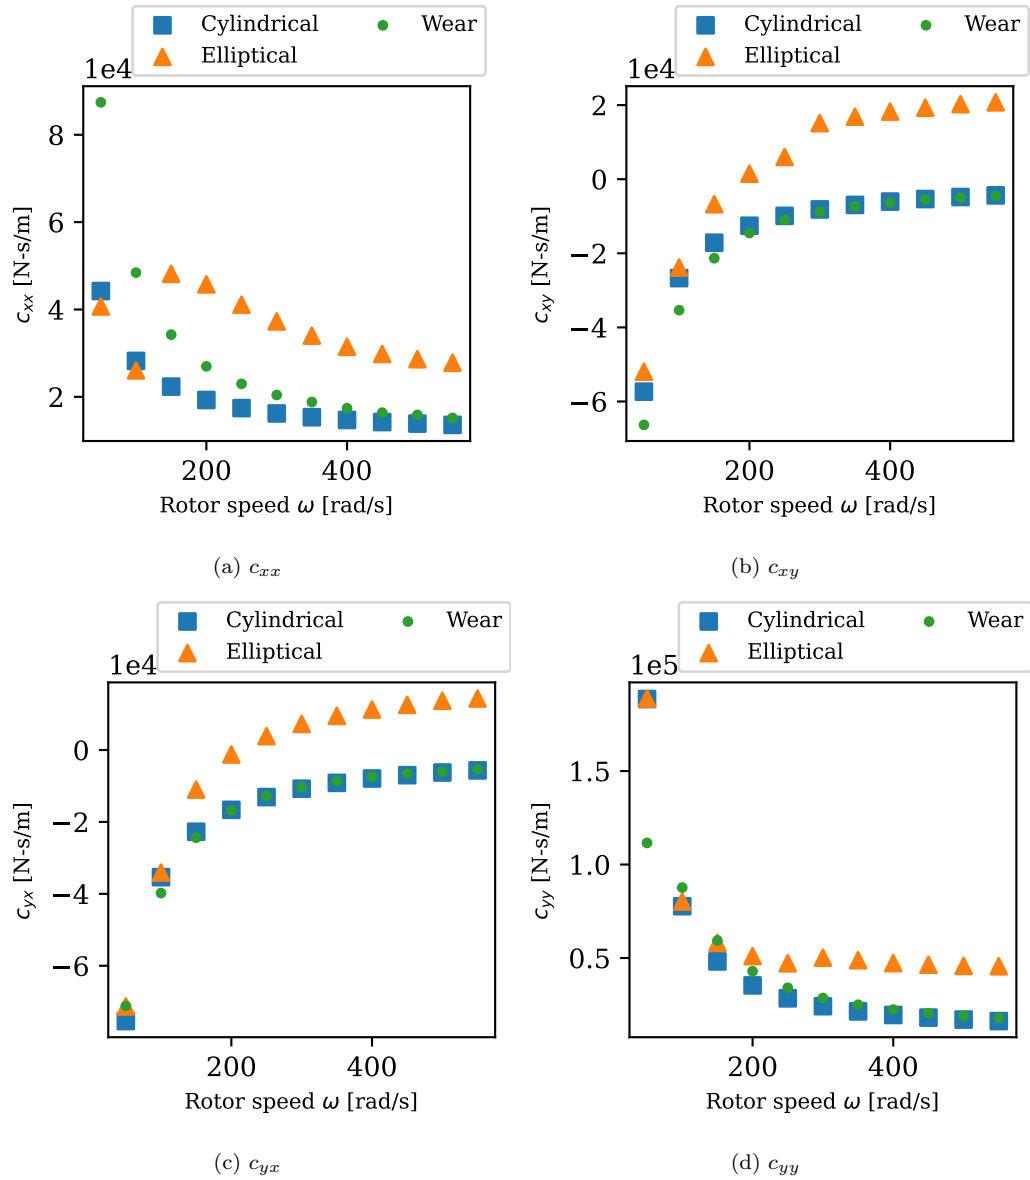 Cylindrical
Wear
Elliptical
1e4
8
6
4
2
c_xx [N-s/m]
200
400
Rotor speed ω [rad/s]
(a) c_xx
Cylindrical
Wear
Elliptical
1e4
2
0
−2
−4
−6
c_xy [N-s/m]
200
400
Rotor speed ω [rad/s]
(b) c_xy
Cylindrical
Wear
Elliptical
1e4
0
−2
−4
−6
c_yx [N-s/m]
200
400
Rotor speed ω [rad/s]
(c) c_yx
Cylindrical
Wear
Elliptical
1e5
1.5
1.0
0.5
c_yy [N-s/m]
200
400
Rotor speed ω [rad/s]
(d) c_yy